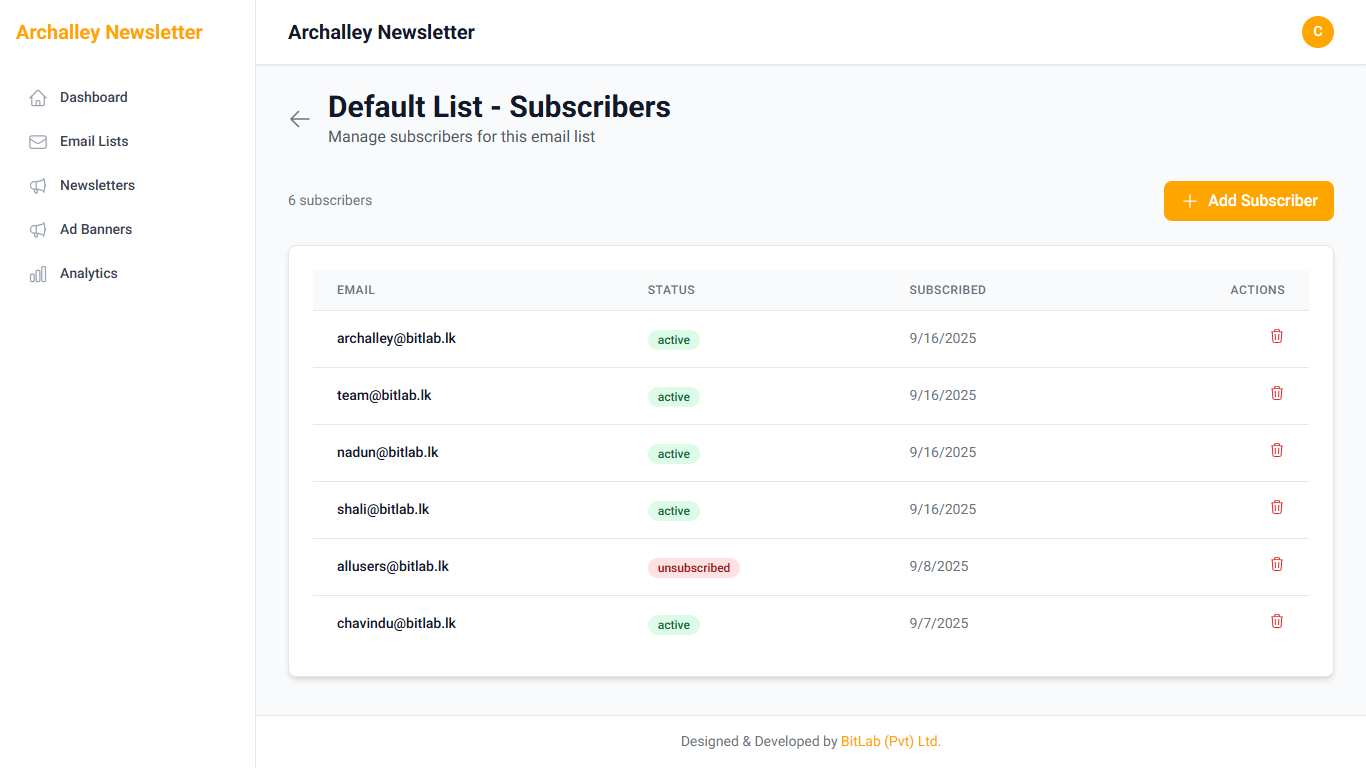 Archalley Newsletter
Archalley Newsletter
C
Dashboard
Email Lists
Newsletters
Ad Banners
Analytics
Default List - Subscribers
Manage subscribers for this email list
6 subscribers
Add Subscriber
EMAIL STATUS SUBSCRIBED ACTIONS
archalley@bitlab.lk active 9/16/2025
team@bitlab.lk active 9/16/2025
nadun@bitlab.lk active 9/16/2025
shali@bitlab.lk active 9/16/2025
allusers@bitlab.lk unsubscribed 9/8/2025
chavindu@bitlab.lk active 9/7/2025
Designed & Developed by BitLab (Pvt) Ltd.